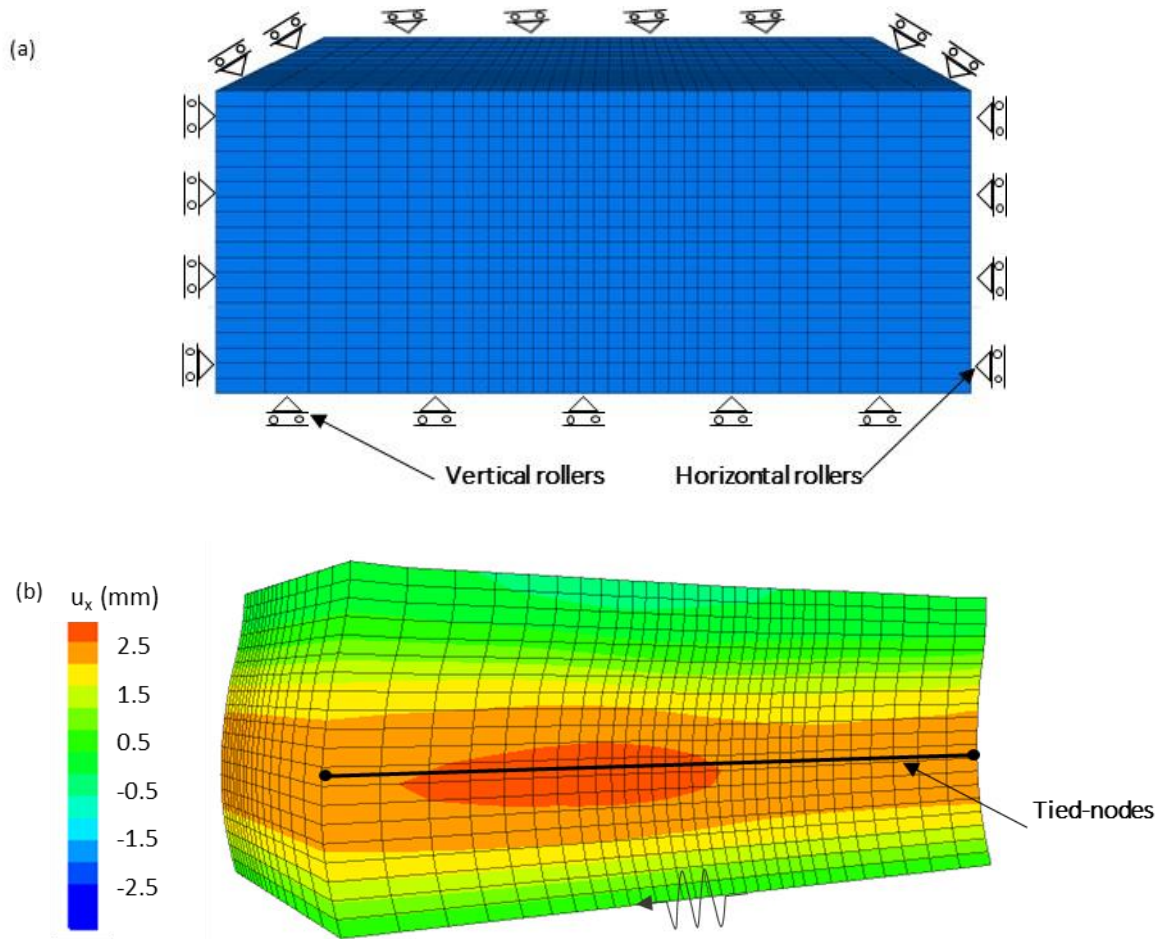 (a)
Vertical rollers
Horizontal rollers
(b)
uₓ (mm)
2.5
1.5
0.5
-0.5
-1.5
-2.5
Tied-nodes